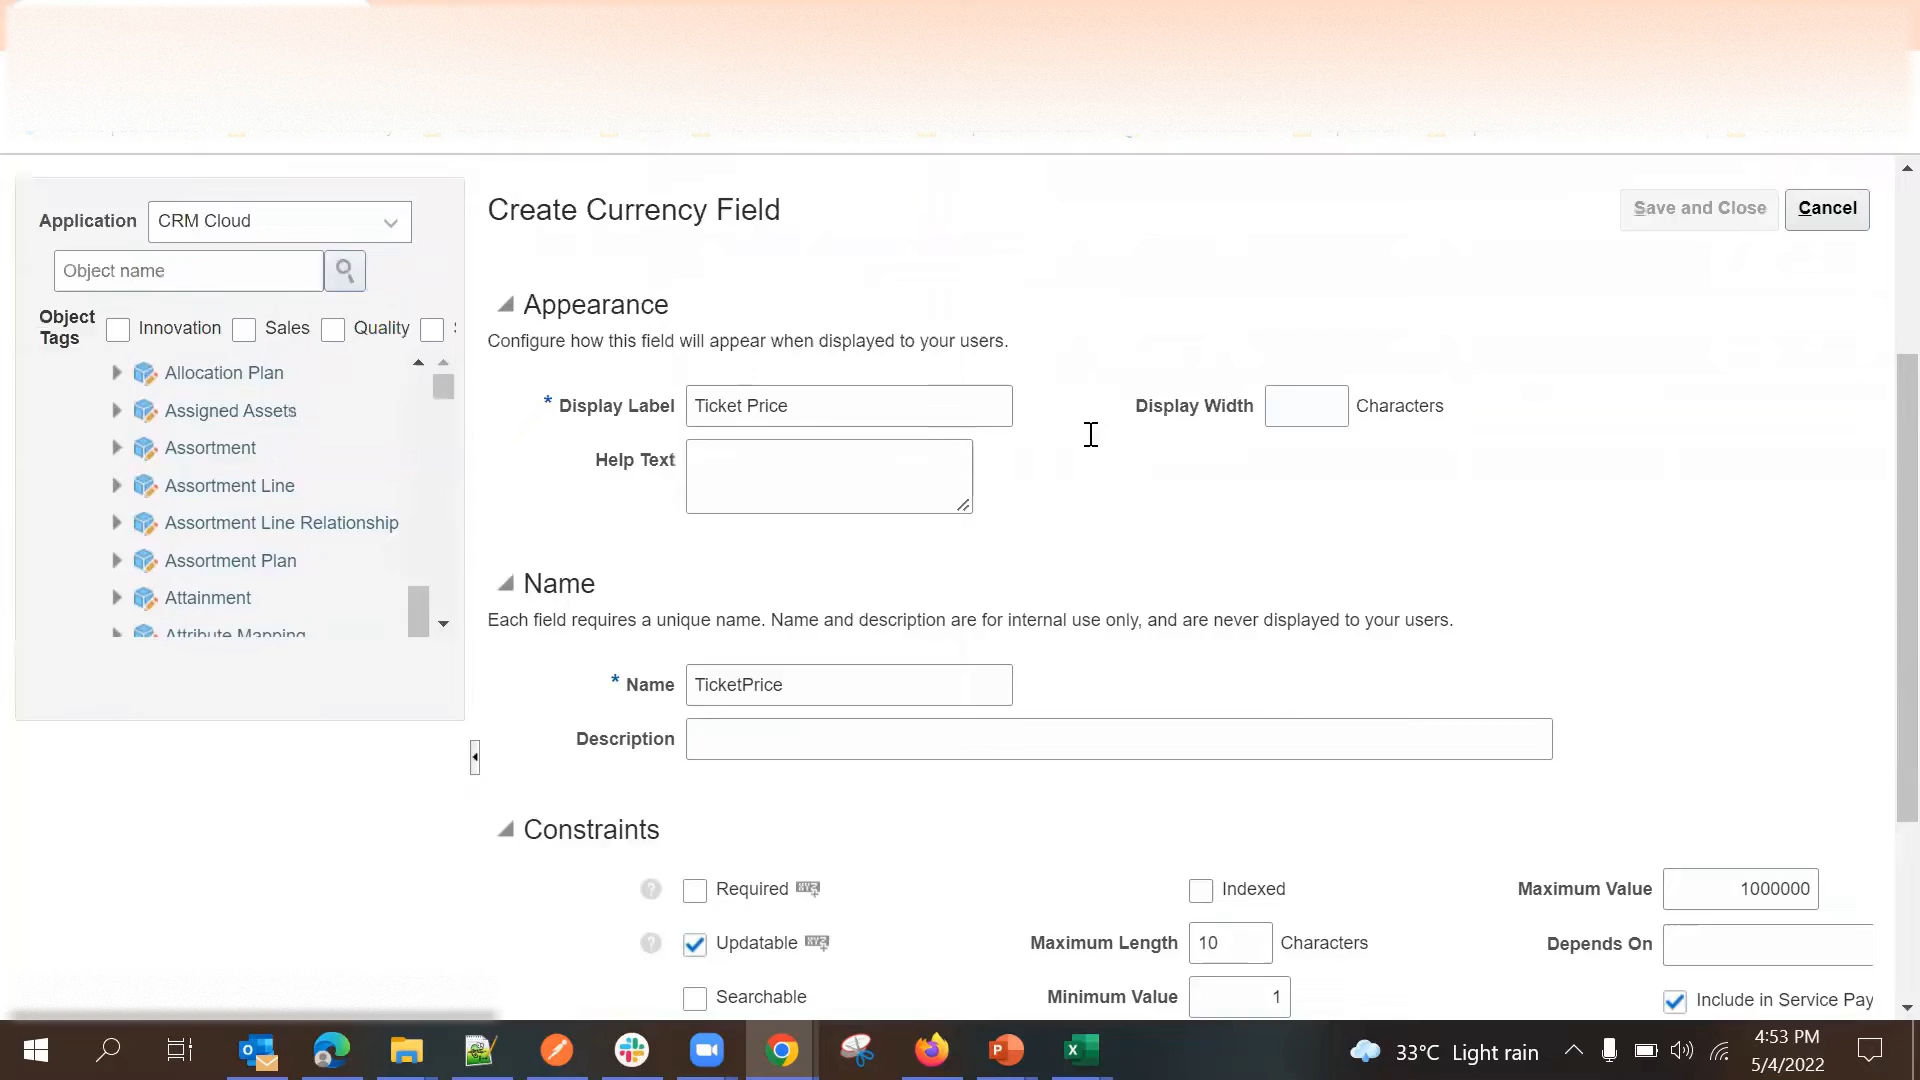 Application CRM Cloud
Object name
Object Tags Innovation Sales Quality
Allocation Plan
Assigned Assets
Assortment
Assortment Line
Assortment Line Relationship
Assortment Plan
Attainment
Attribute Mapping
Create Currency Field
Save and Close Cancel
Appearance
Configure how this field will appear when displayed to your users.
* Display Label Ticket Price Display Width Characters
Help Text
Name
Each field requires a unique name. Name and description are for internal use only, and are never displayed to your users.
* Name TicketPrice
Description
Constraints
? Required Indexed Maximum Value 1000000
? Updatable Maximum Length 10 Characters Depends On
Searchable Minimum Value 1 Include in Service Pay
33°C Light rain
4:53 PM
5/4/2022